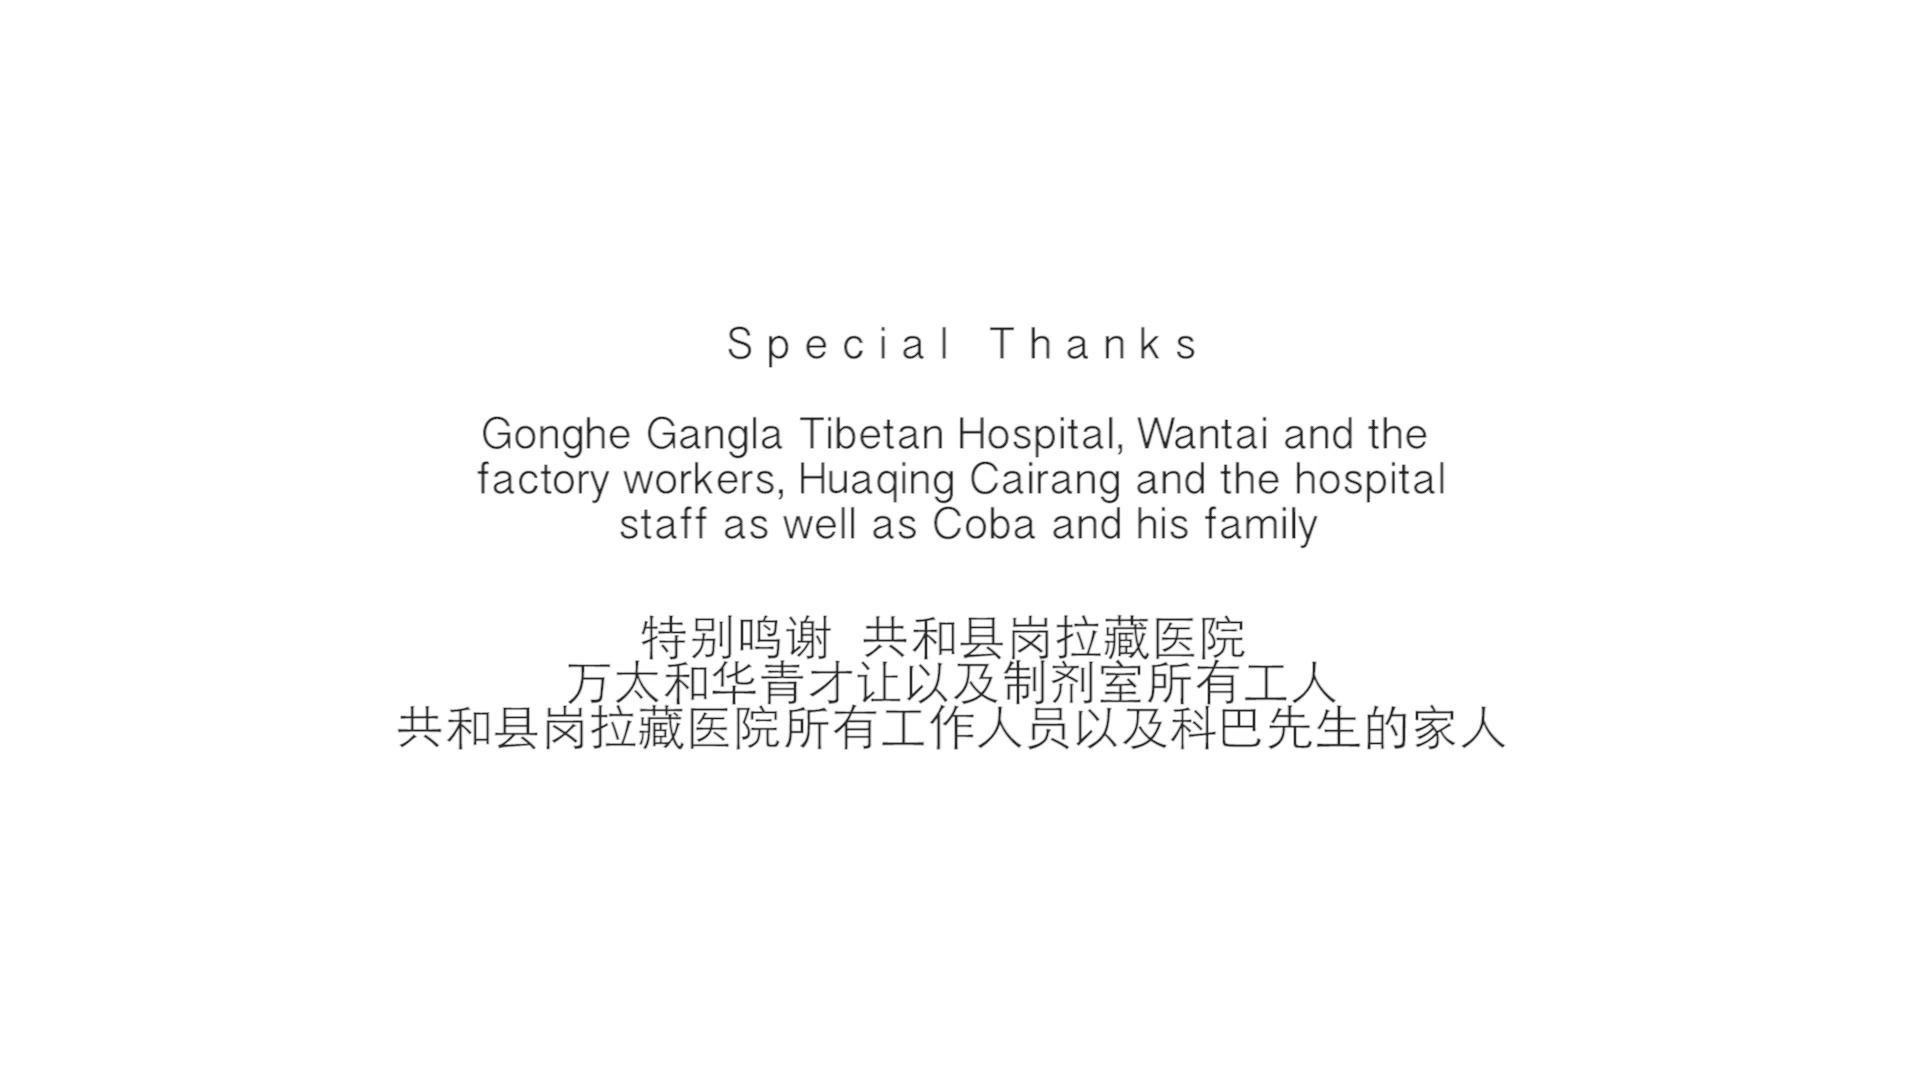 Special Thanks
Gonghe Gangla Tibetan Hospital, Wantai and the
factory workers, Huaqing Cairang and the hospital
staff as well as Coba and his family
特别鸣谢 共和县岗拉藏医院
万太和华青才让以及制剂室所有工人
共和县岗拉藏医院所有工作人员以及科巴先生的家人